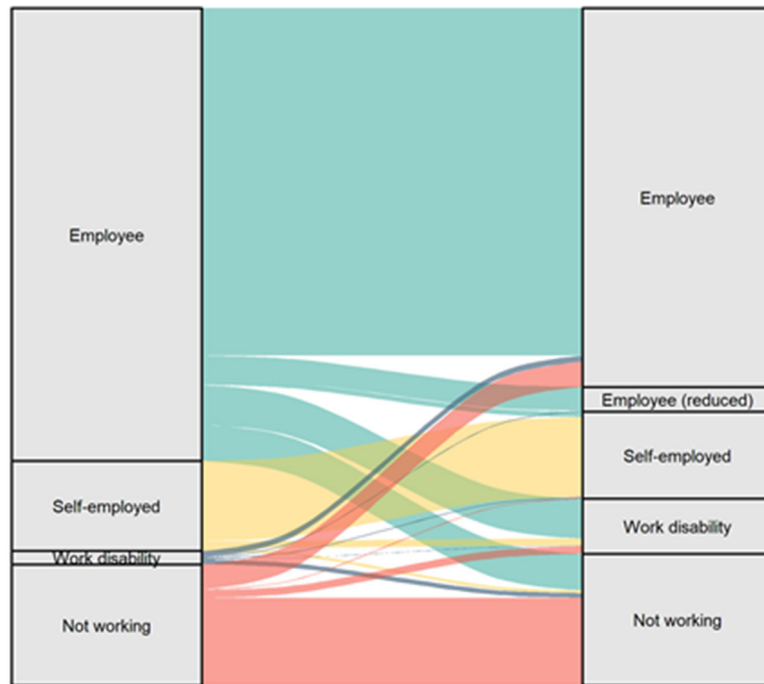 Employee
Self-employed
Work disability
Not working
Employee
Employee (reduced)
Self-employed
Work disability
Not working